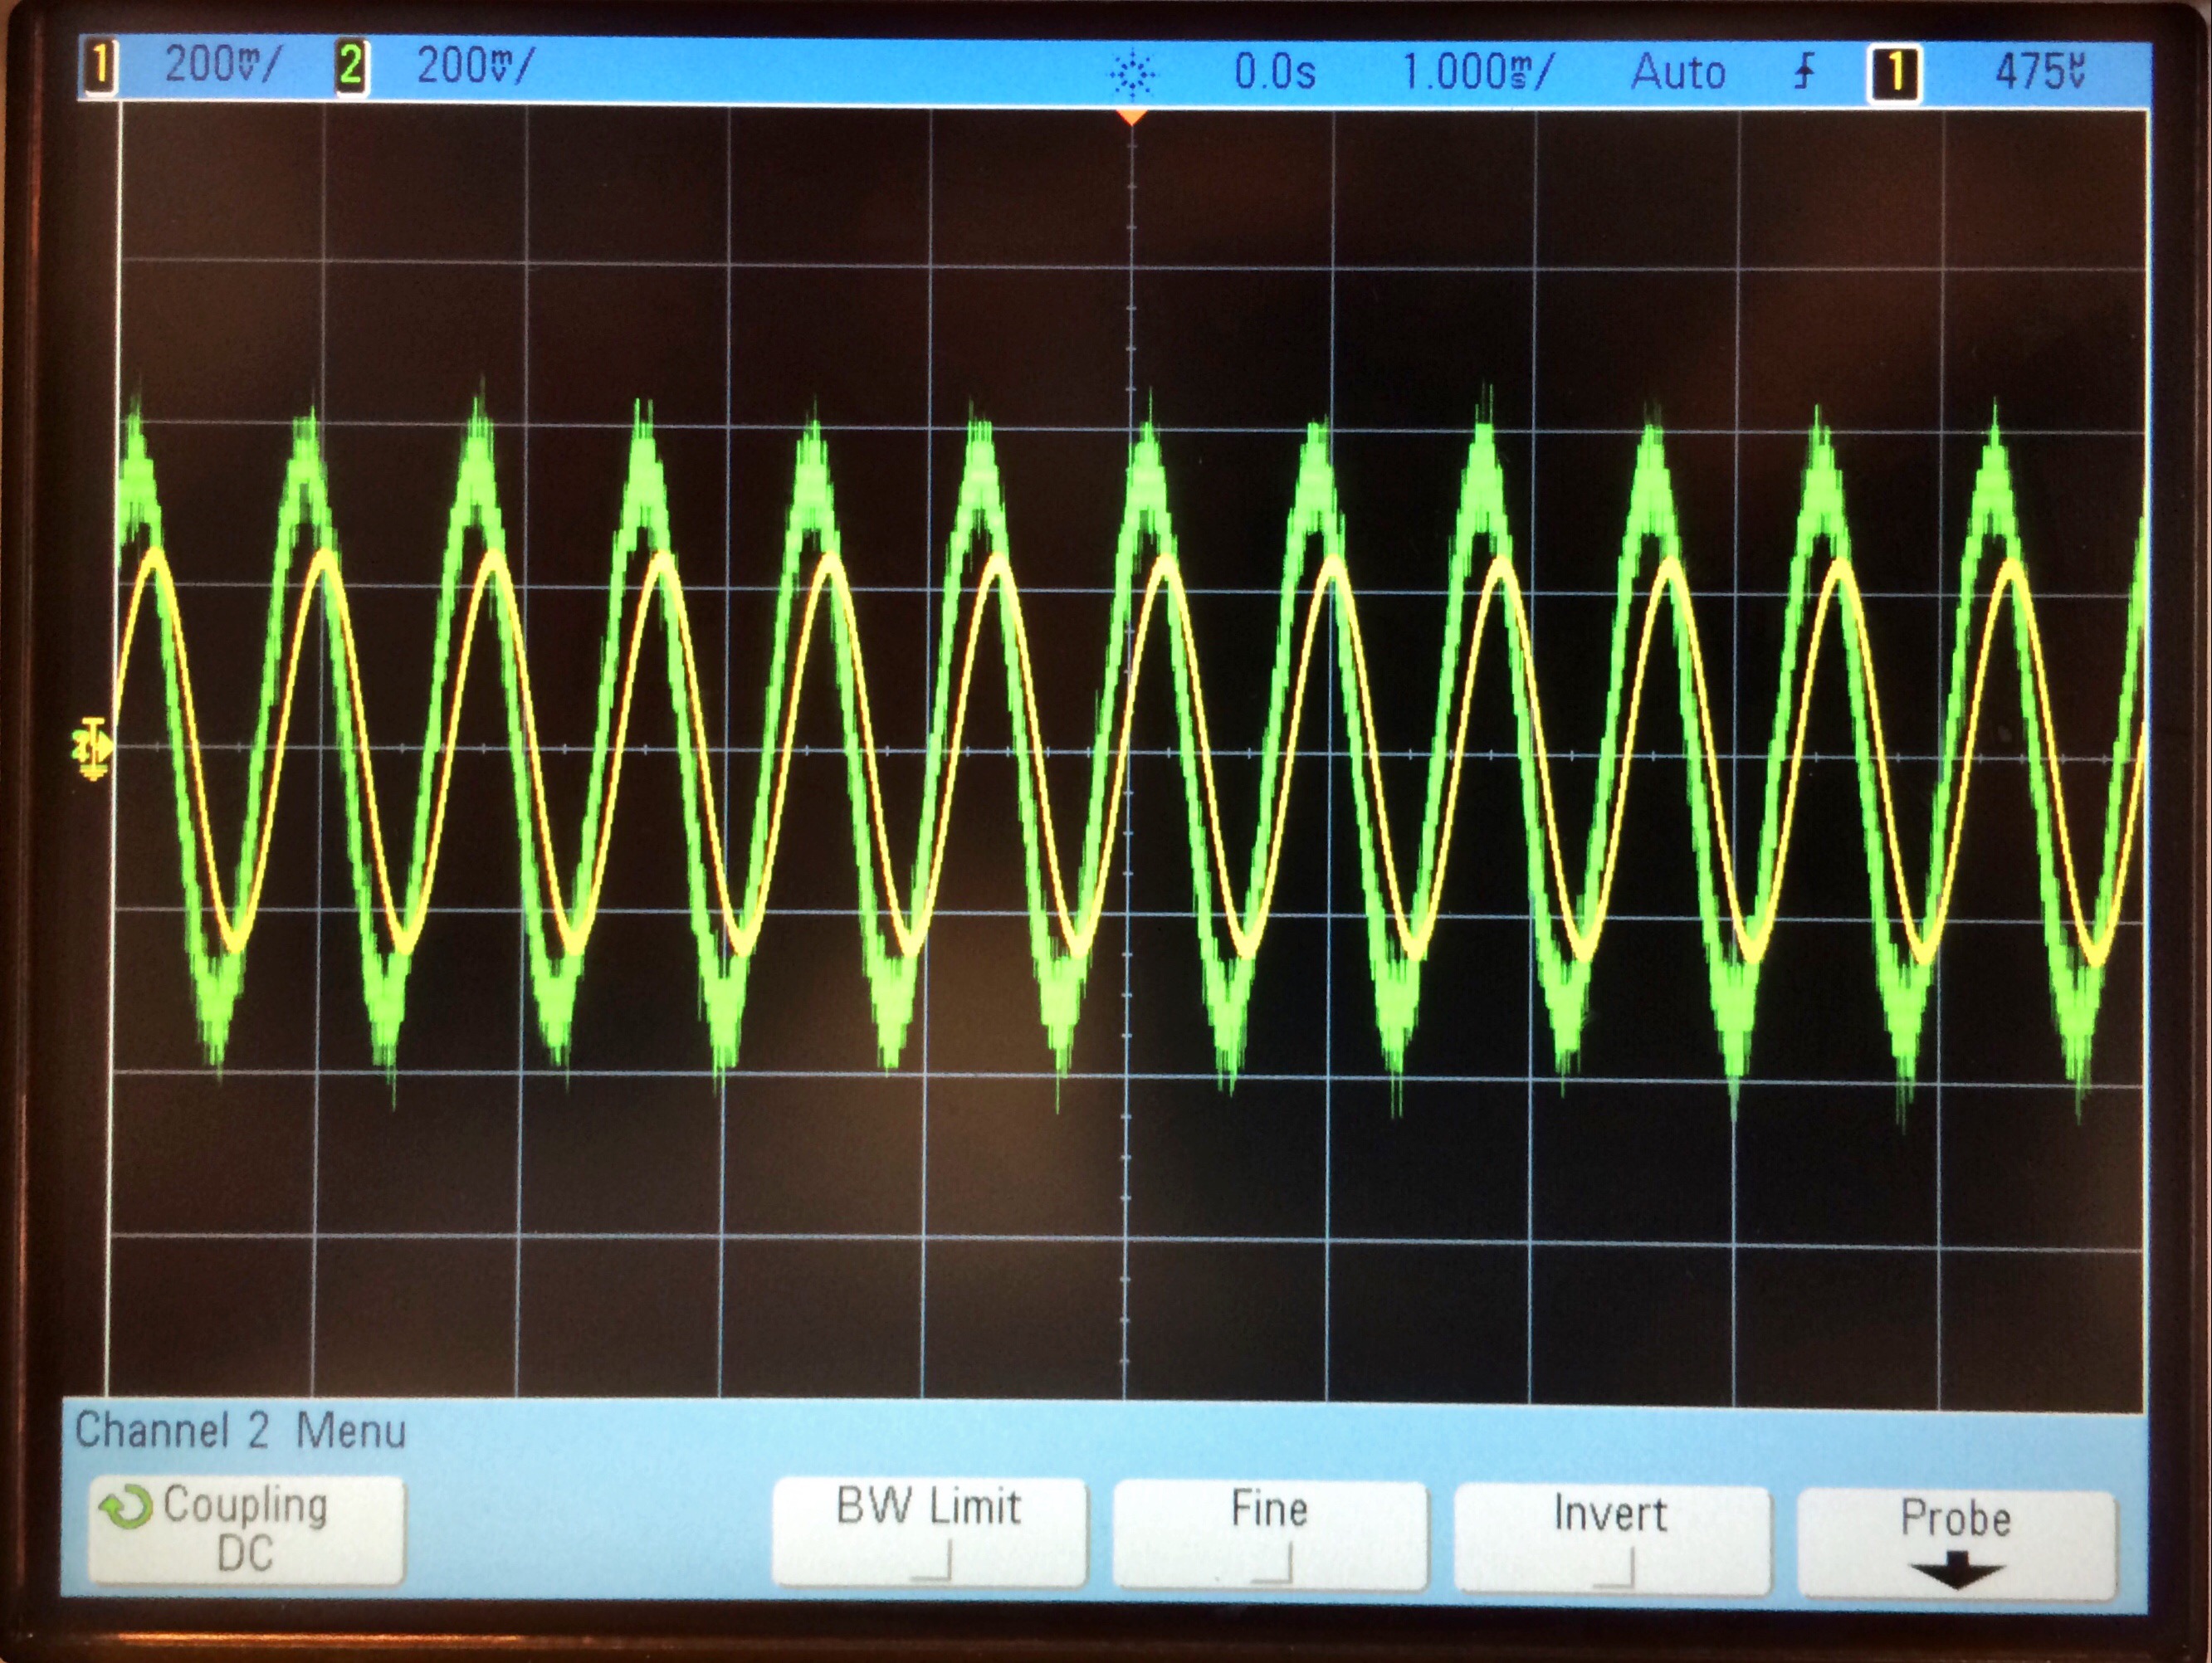 1 200mV/ 2 200mV/ 0.0s 1.000ms/ Auto 1 475µV
Channel 2 Menu
Coupling BW Limit Fine Invert Probe
DC